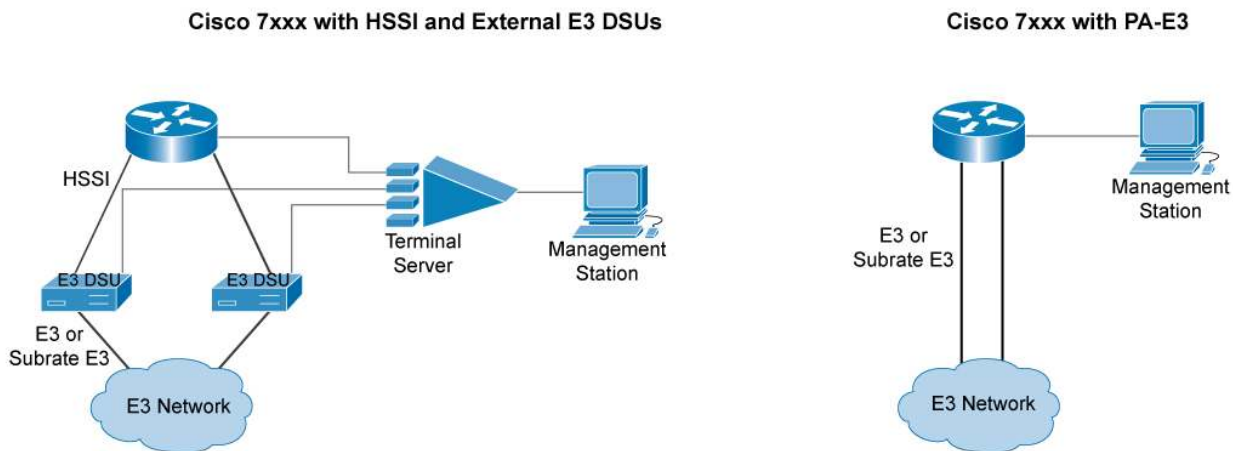 Cisco 7xxx with HSSI and External E3 DSUs
HSSI
E3 DSU
E3 DSU
E3 or
Subrate E3
E3 Network
Terminal
Server
Management
Station
Cisco 7xxx with PA-E3
Management
Station
E3 or
Subrate E3
E3 Network